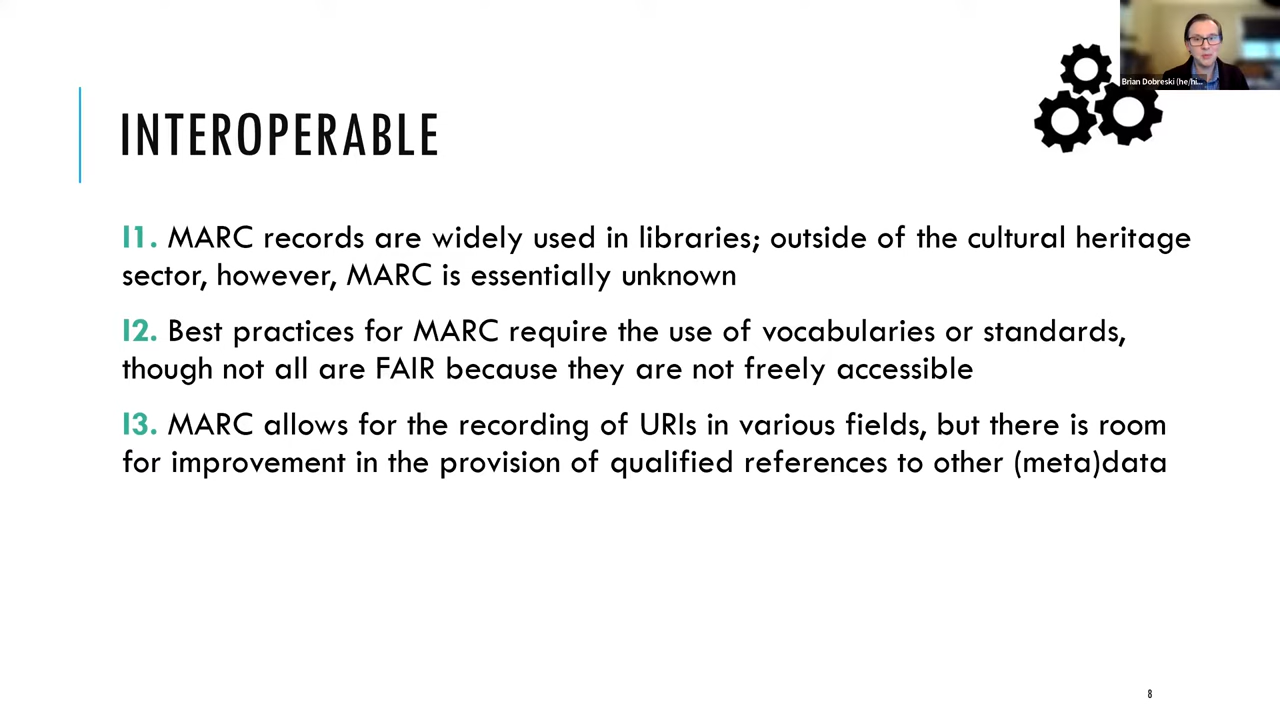 Brian Dobreski (he/hi...
INTEROPERABLE
I1. MARC records are widely used in libraries; outside of the cultural heritage
sector, however, MARC is essentially unknown
I2. Best practices for MARC require the use of vocabularies or standards,
though not all are FAIR because they are not freely accessible
I3. MARC allows for the recording of URIs in various fields, but there is room
for improvement in the provision of qualified references to other (meta)data
8